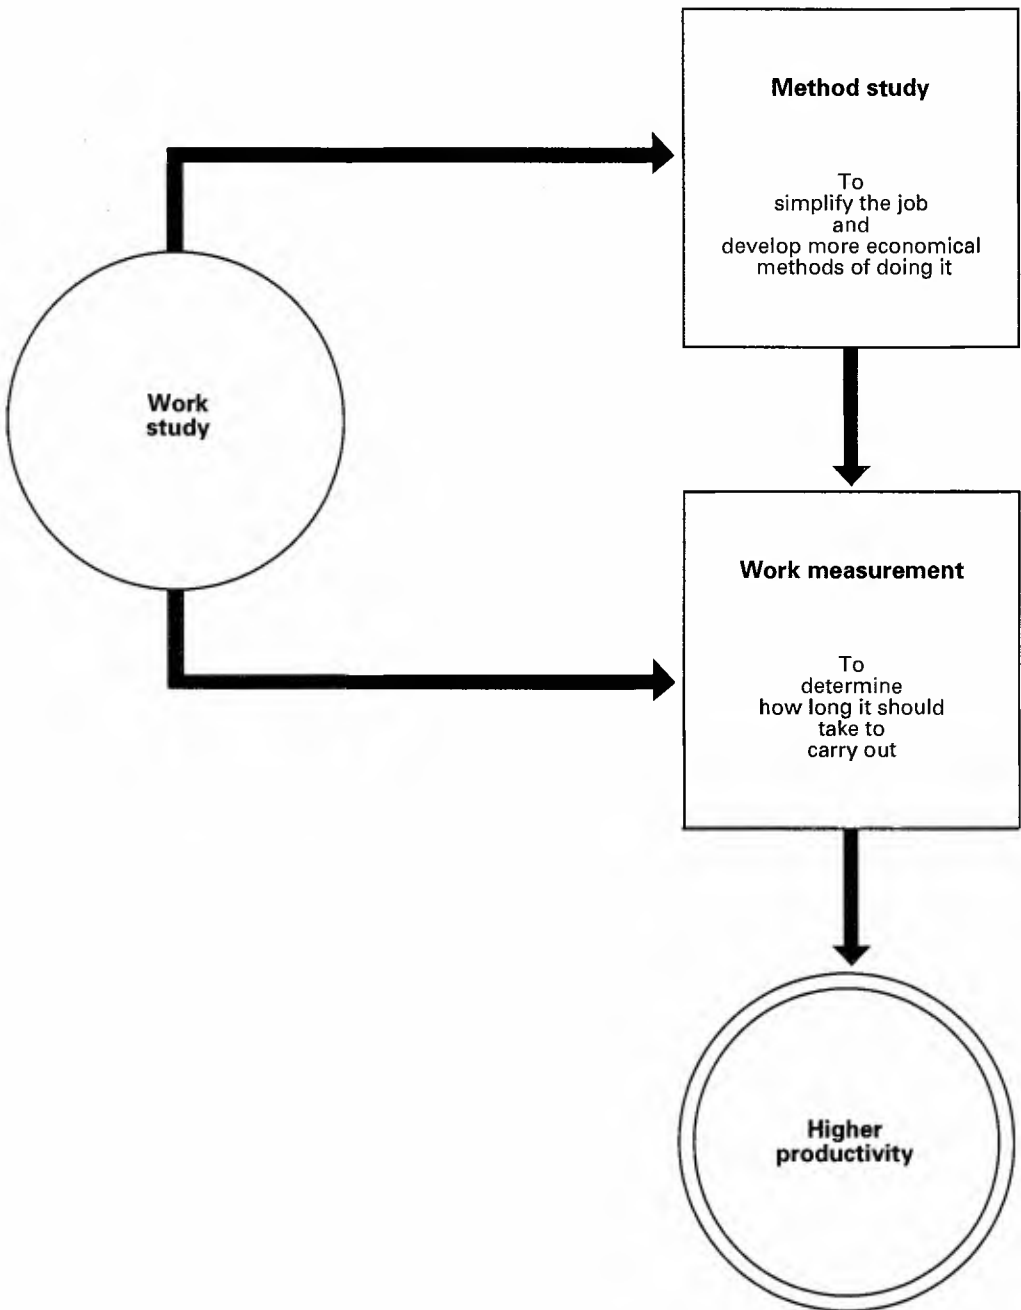 Method study
To
simplify the job
and
develop more economical
methods of doing it
Work
study
Work measurement
To
determine
how long it should
take to
carry out
Higher
productivity